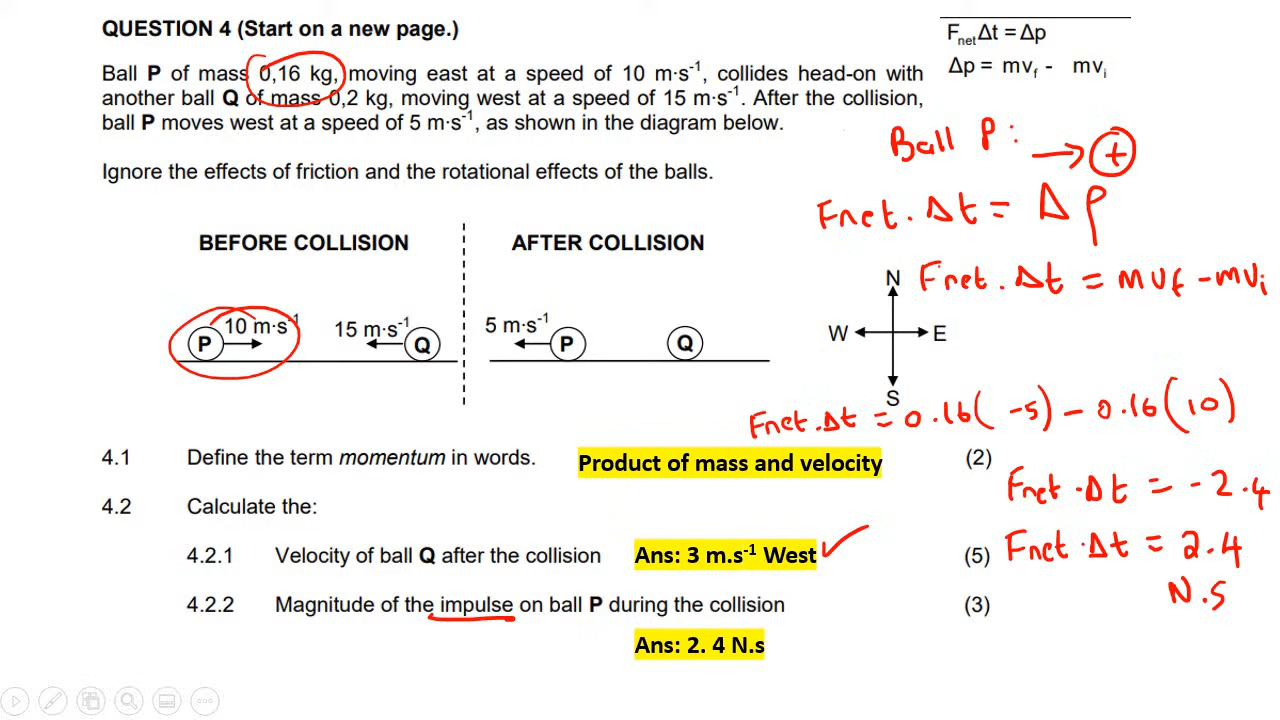 QUESTION 4 (Start on a new page.)
F_net Δt = Δp
Δp = mv_f - mv_i
Ball P of mass 0,16 kg, moving east at a speed of 10 m·s⁻¹, collides head-on with
another ball Q of mass 0,2 kg, moving west at a speed of 15 m·s⁻¹. After the collision,
ball P moves west at a speed of 5 m·s⁻¹, as shown in the diagram below.
Ignore the effects of friction and the rotational effects of the balls.
Ball P: → +
Fnet.Δt = Δp
Fnet.Δt = mvf - mvi
BEFORE COLLISION
AFTER COLLISION
10 m·s⁻¹
15 m·s⁻¹
5 m·s⁻¹
P
Q
P
Q
N
W
E
S
Fnet.Δt = 0.16(-5) - 0.16(10)
4.1 Define the term momentum in words. Product of mass and velocity (2)
Fnet.Δt = -2.4
4.2 Calculate the:
4.2.1 Velocity of ball Q after the collision Ans: 3 m.s⁻¹ West ✓ (5)
Fnet.Δt = 2.4
N.s
4.2.2 Magnitude of the impulse on ball P during the collision (3)
Ans: 2. 4 N.s